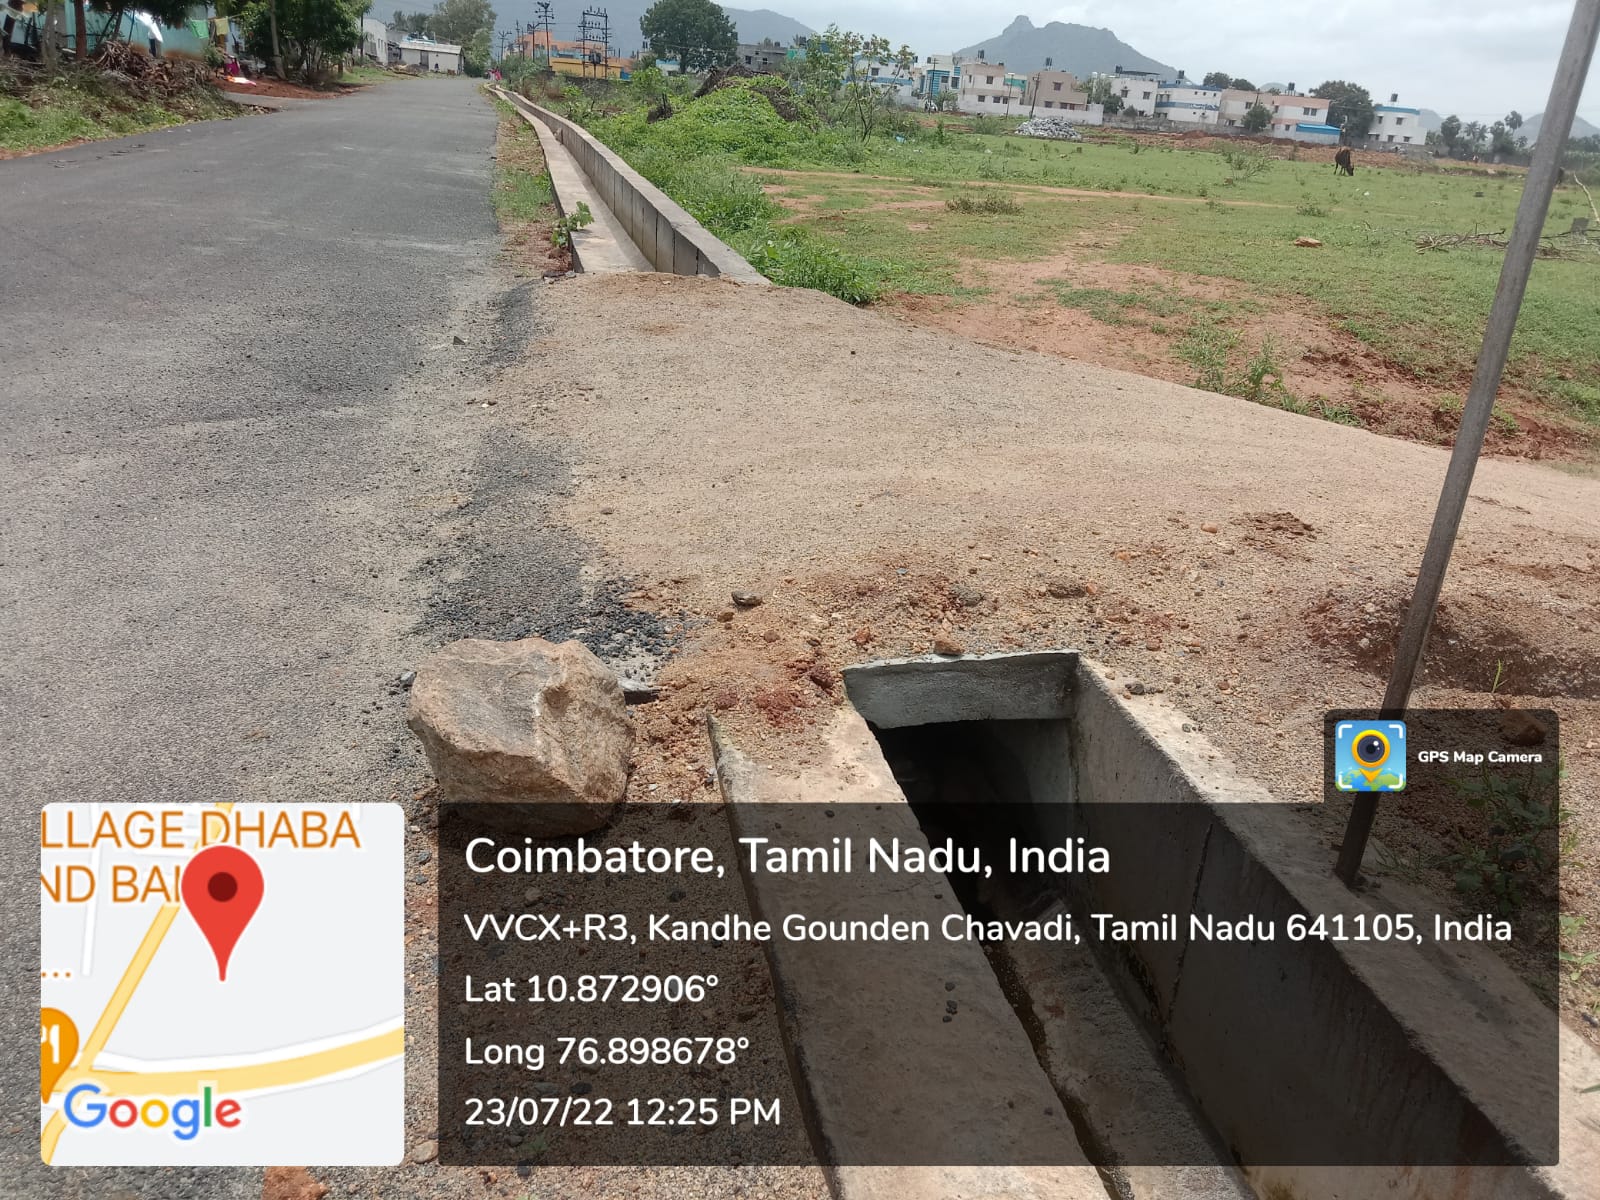 GPS Map Camera
LLAGE DHABA
ND BA
Google
Coimbatore, Tamil Nadu, India
VVCX+R3, Kandhe Gounden Chavadi, Tamil Nadu 641105, India
Lat 10.872906°
Long 76.898678°
23/07/22 12:25 PM